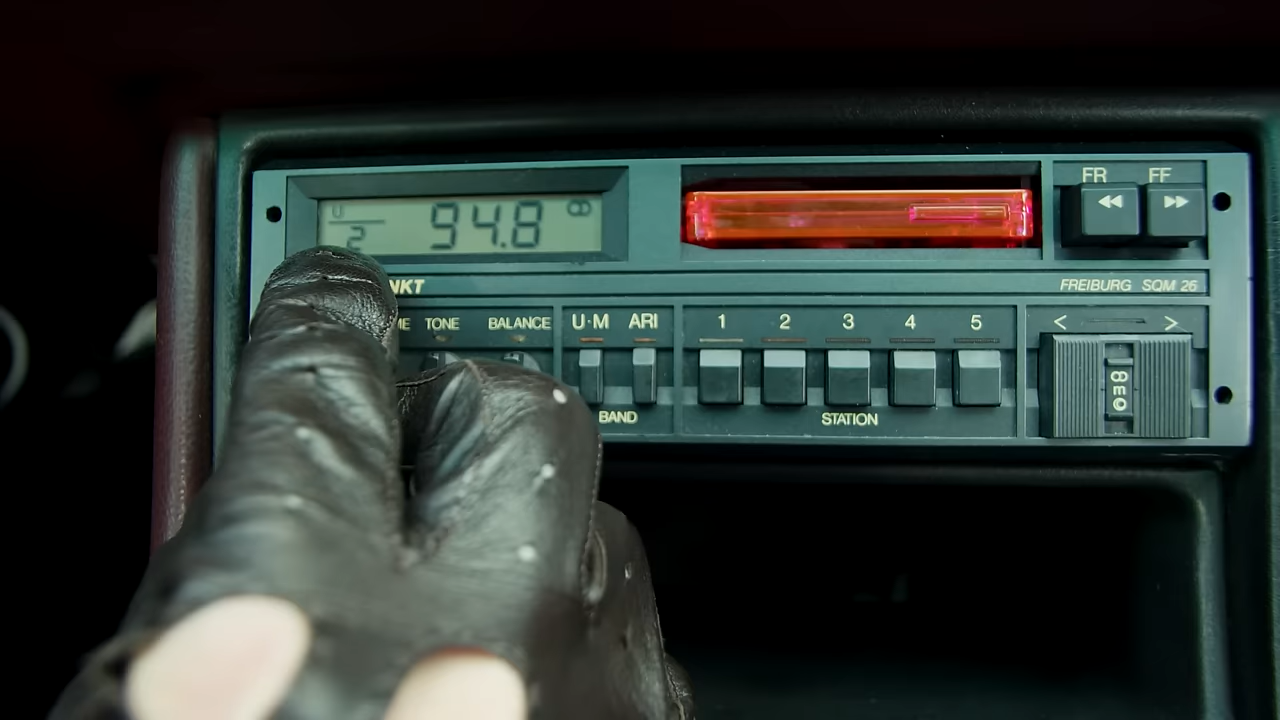 U
2 94.8
FR FF
NKT FREIBURG SQM 26
ME TONE BALANCE U·M ARI 1 2 3 4 5 < >
BAND STATION